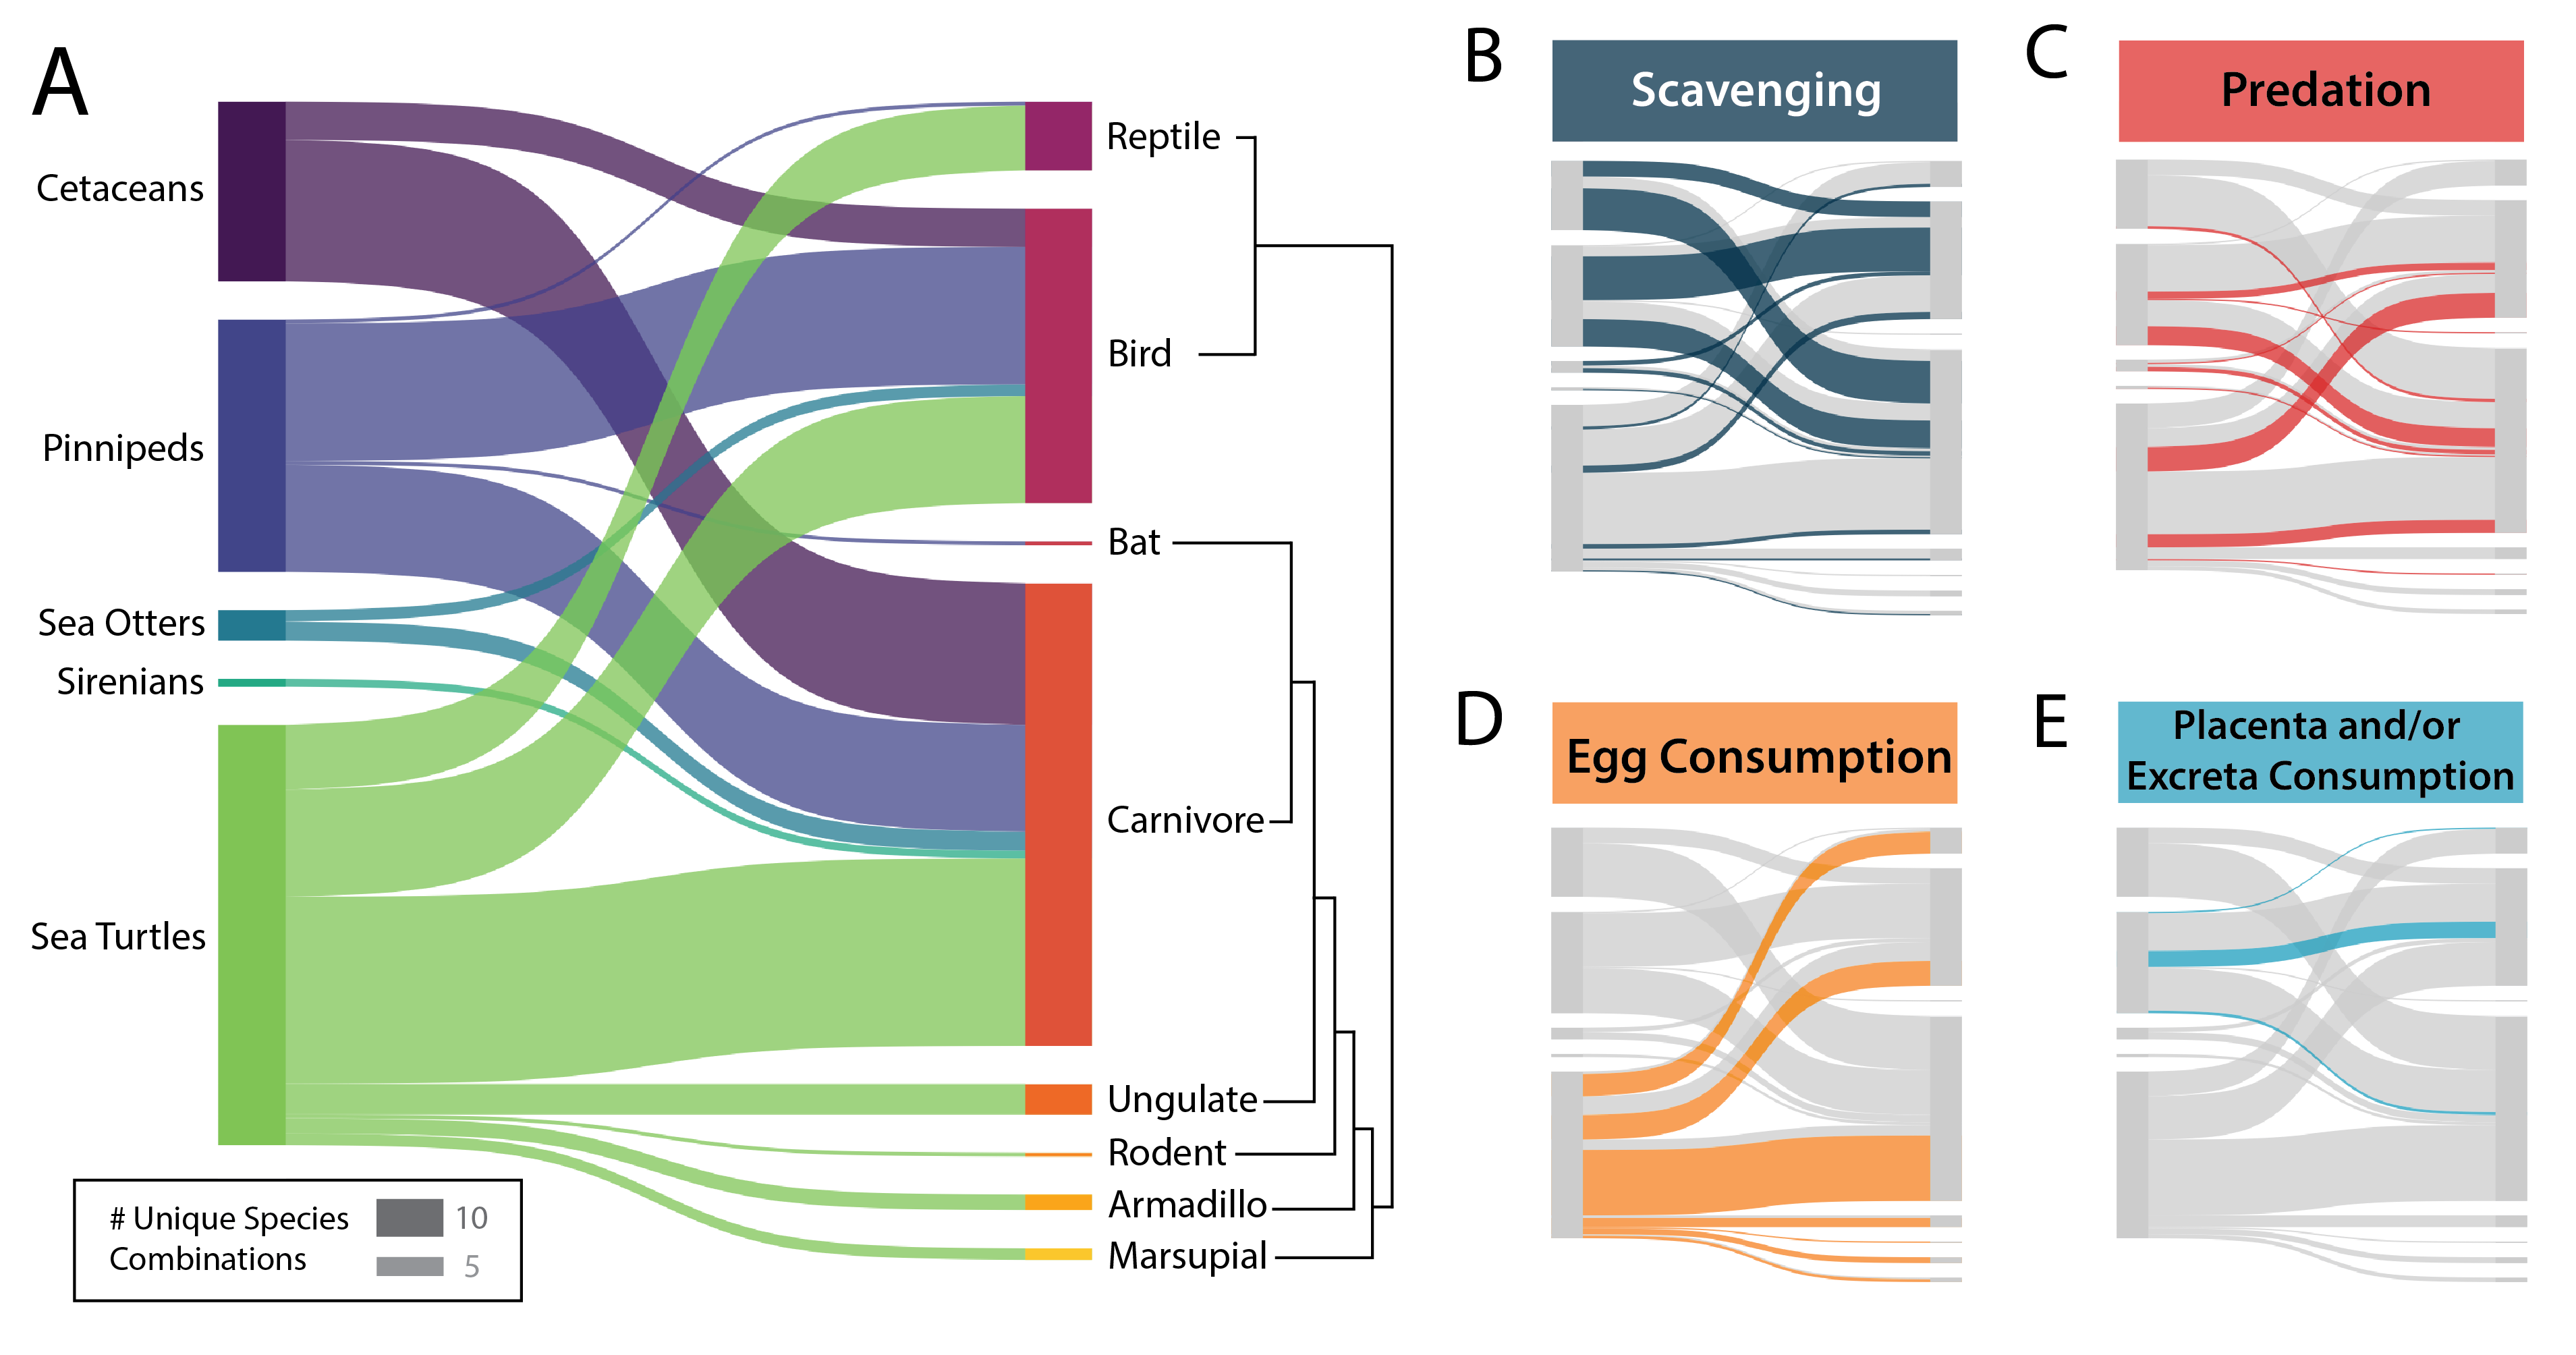 A
Cetaceans
Pinnipeds
Sea Otters
Sirenians
Sea Turtles
Reptile
Bird
Bat
Carnivore
Ungulate
Rodent
Armadillo
Marsupial
# Unique Species
Combinations
10
5
B
Scavenging
C
Predation
D
Egg Consumption
E
Placenta and/or
Excreta Consumption